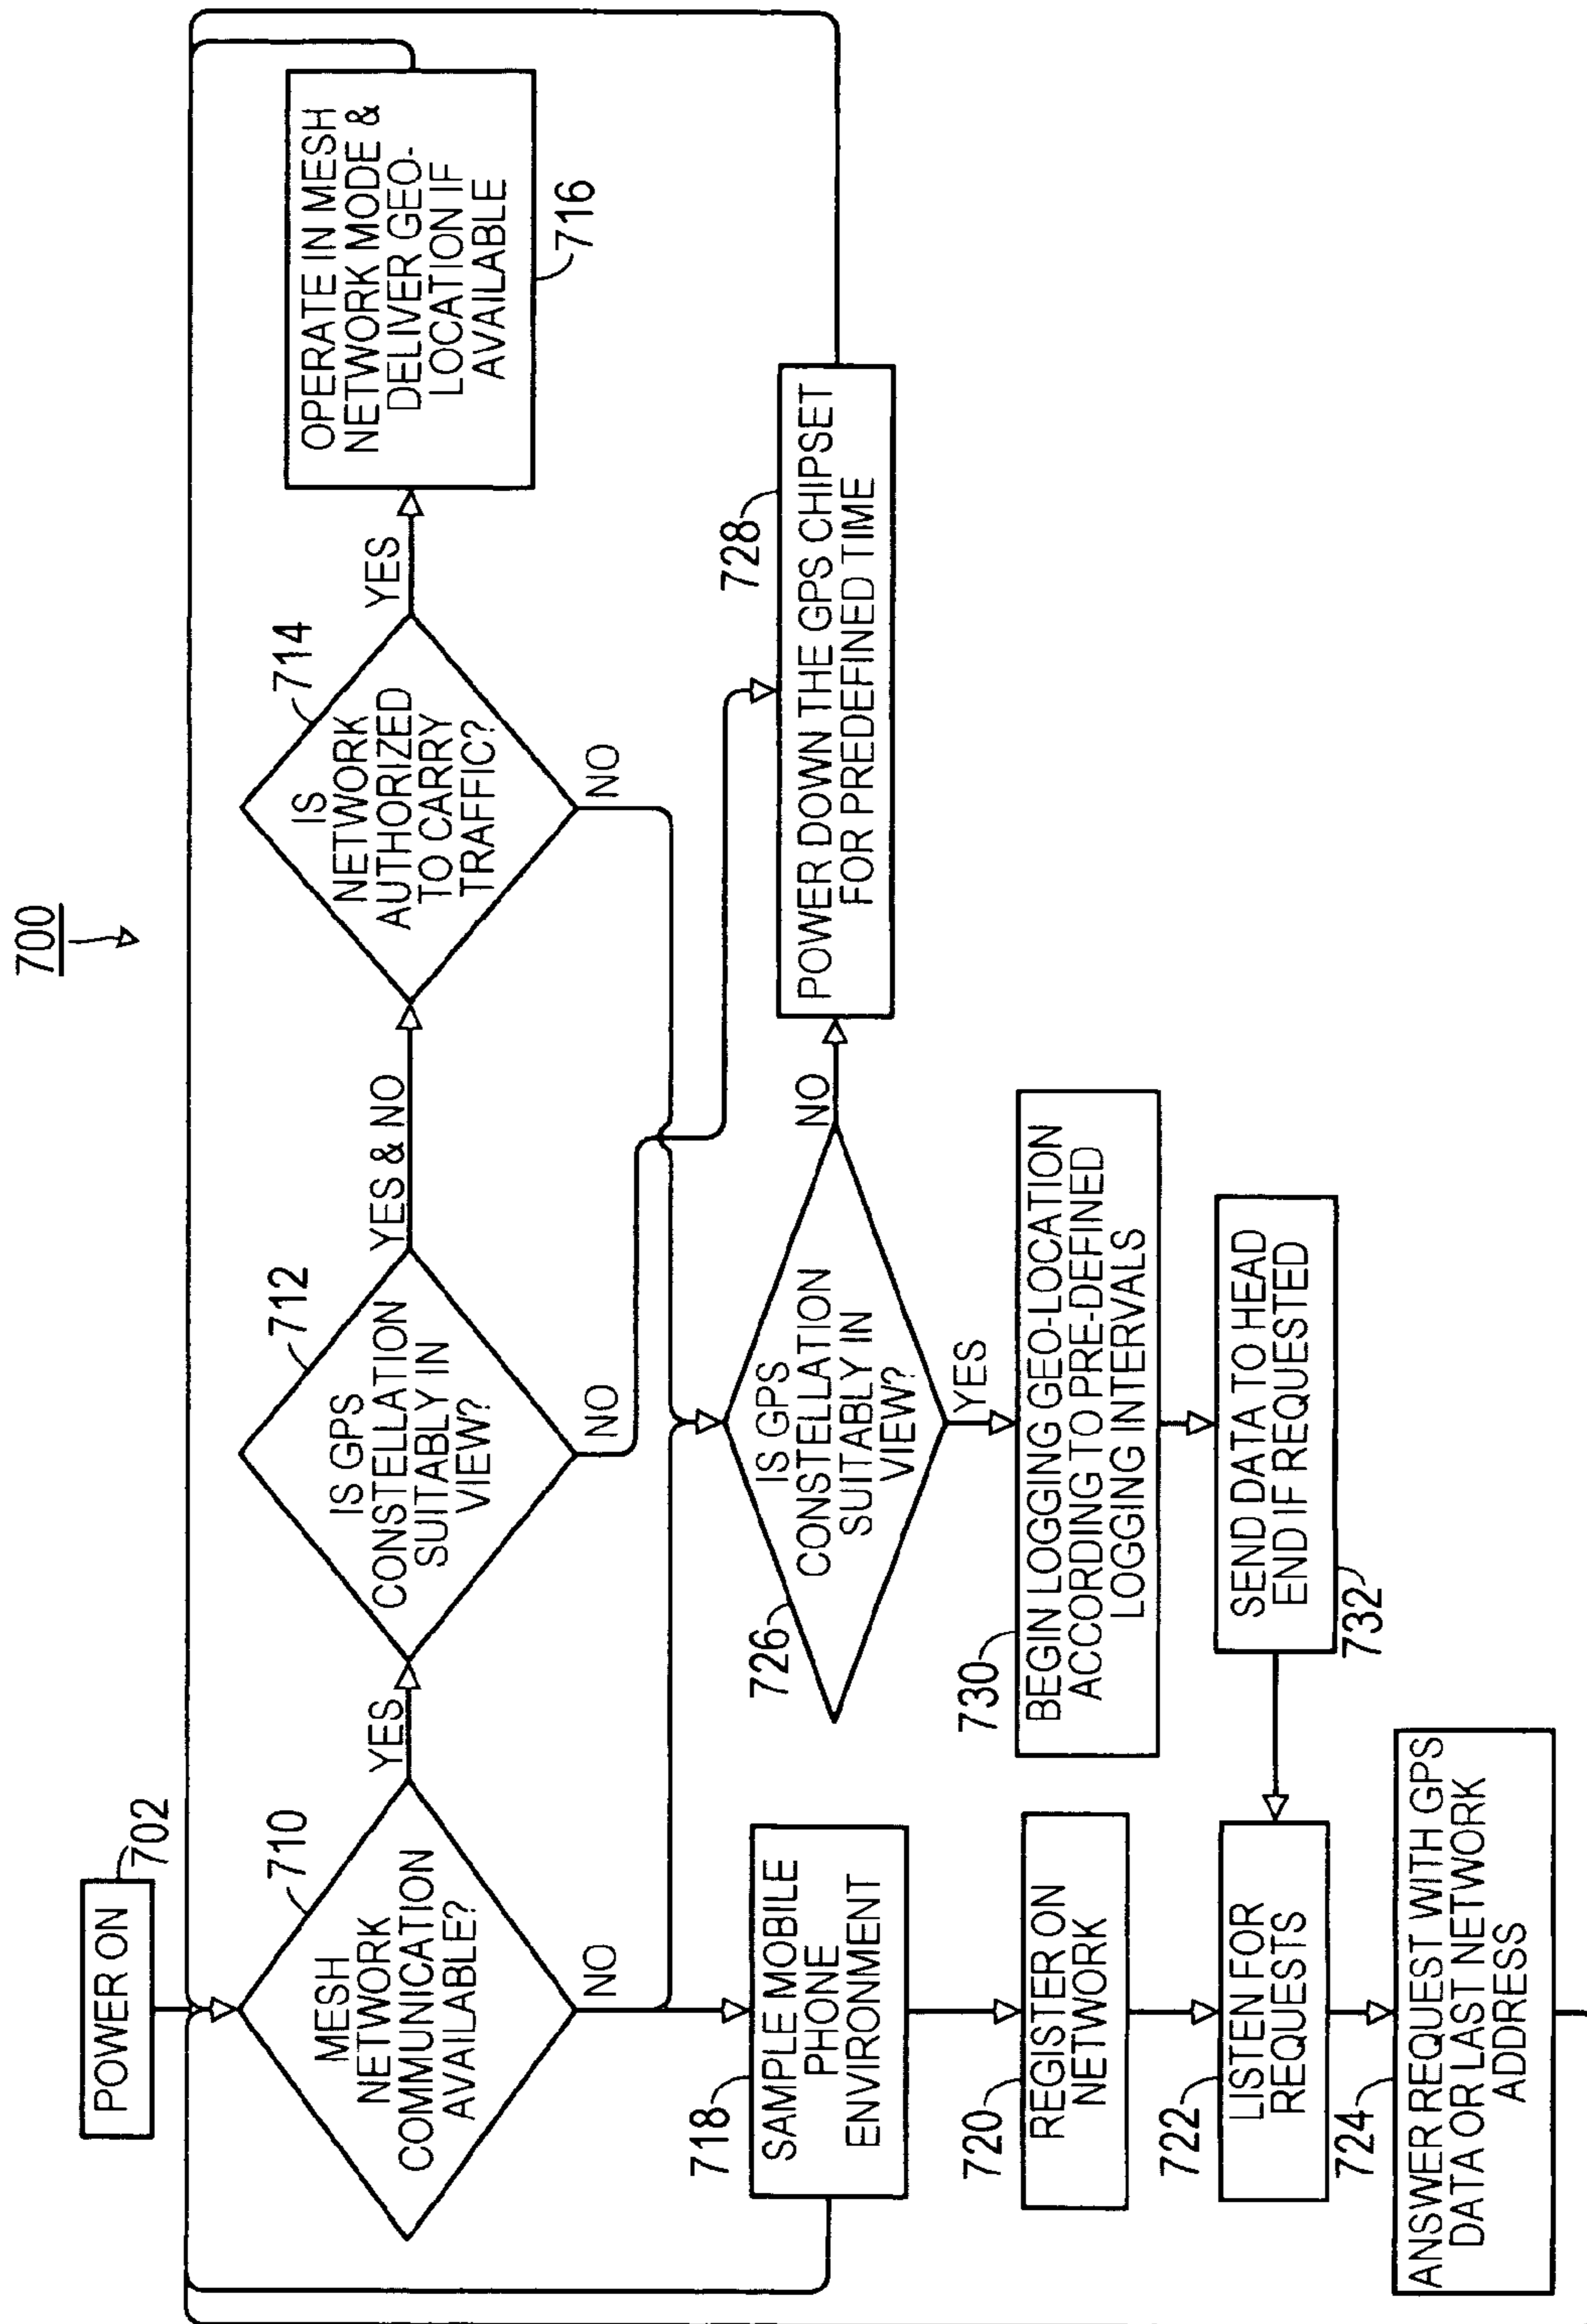 700
POWER ON
702
MESH
NETWORK
COMMUNICATION
AVAILABLE?
710
YES
NO
IS GPS
CONSTELLATION
SUITABLY IN
VIEW?
712
YES & NO
NO
IS
NETWORK
AUTHORIZED
TO CARRY
TRAFFIC?
714
YES
NO
OPERATE IN MESH
NETWORK MODE &
DELIVER GEO-
LOCATION IF
AVAILABLE
716
718
SAMPLE MOBILE
PHONE
ENVIRONMENT
726
IS GPS
CONSTELLATION
SUITABLY IN
VIEW?
NO
YES
728
POWER DOWN THE GPS CHIPSET
FOR PREDEFINED TIME
720
REGISTER ON
NETWORK
730
BEGIN LOGGING GEO-LOCATION
ACCORDING TO PRE-DEFINED
LOGGING INTERVALS
722
LISTEN FOR
REQUESTS
SEND DATA TO HEAD
END IF REQUESTED
732
724
ANSWER REQUEST WITH GPS
DATA OR LAST NETWORK
ADDRESS